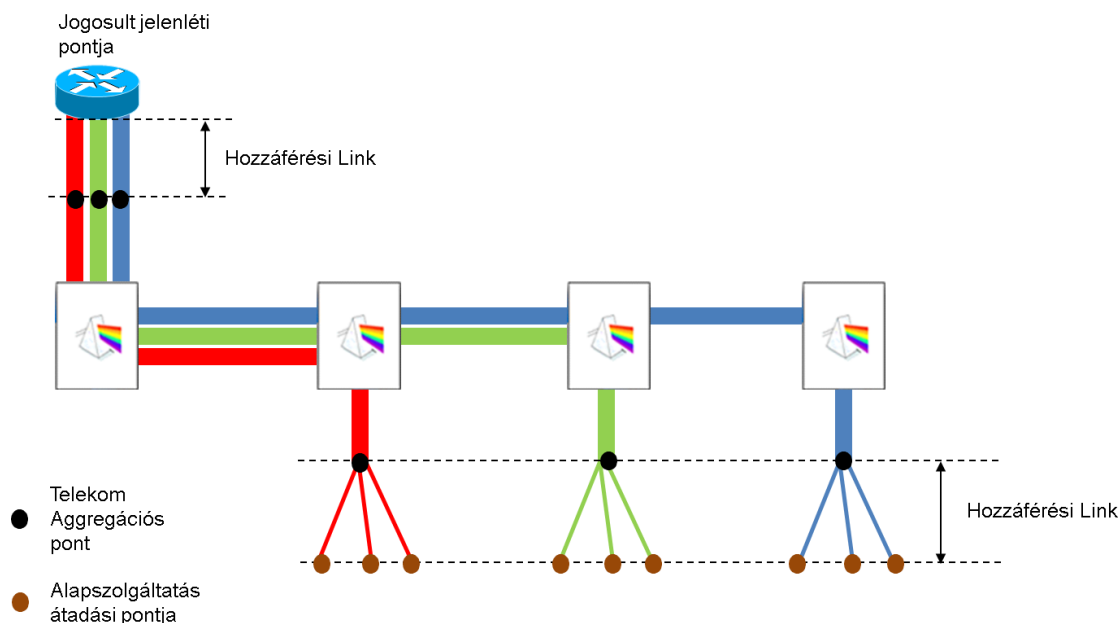 Jogosult jelenléti
pontja
Hozzáférési Link
Telekom
Aggregációs
pont
Hozzáférési Link
Alapszolgáltatás
átadási pontja